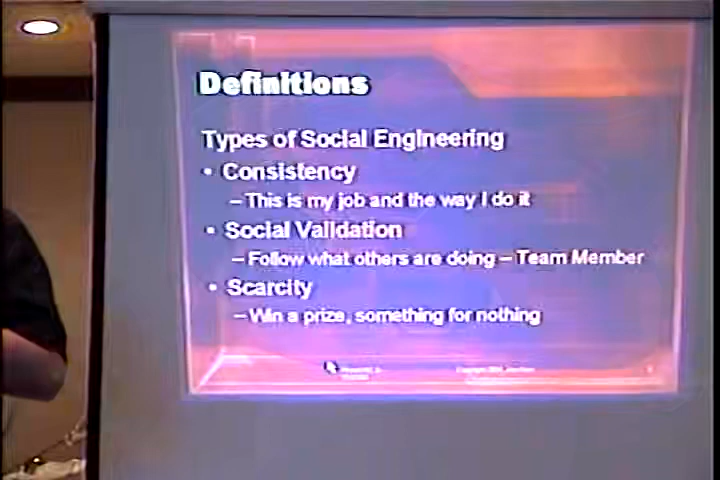 Definitions
Types of Social Engineering
• Consistency
– This is my job and the way I do it
• Social Validation
– Follow what others are doing – Team Member
• Scarcity
– Win a prize, something for nothing